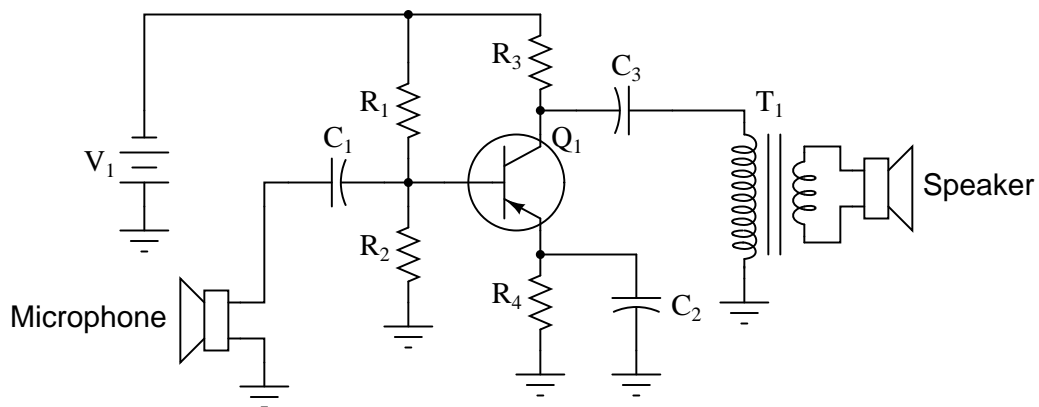 R3
C3
R1
T1
C1
Q1
V1
Speaker
R2
R4
Microphone
C2